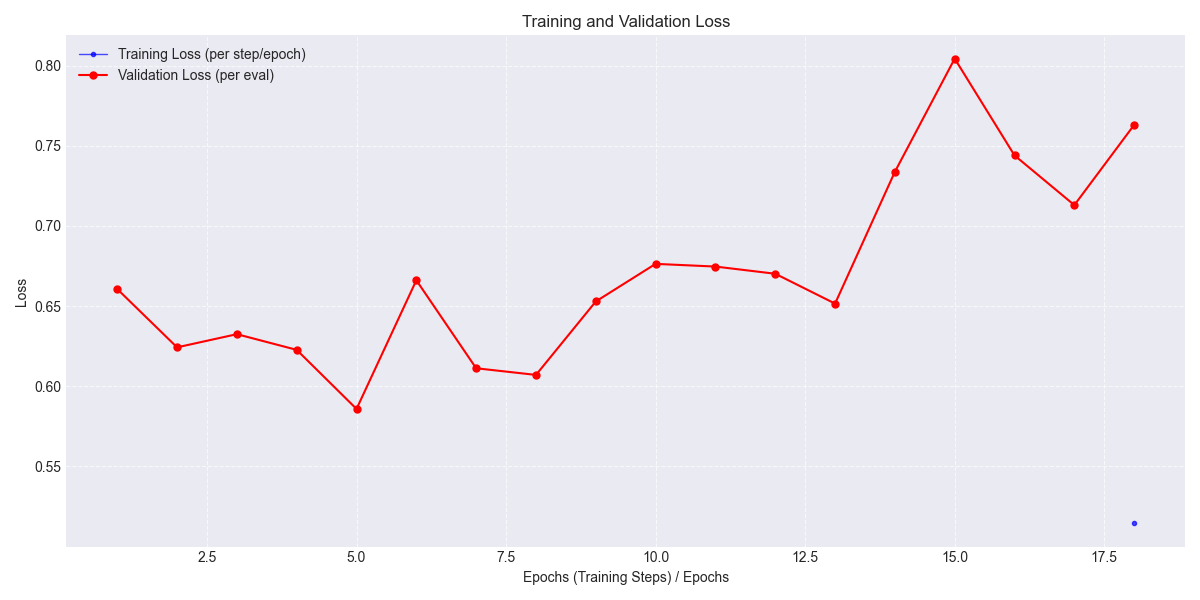 Training and Validation Loss
Training Loss (per step/epoch)
Validation Loss (per eval)
0.80
0.75
0.70
0.65
0.60
0.55
Loss
2.5
5.0
7.5
10.0
12.5
15.0
17.5
Epochs (Training Steps) / Epochs